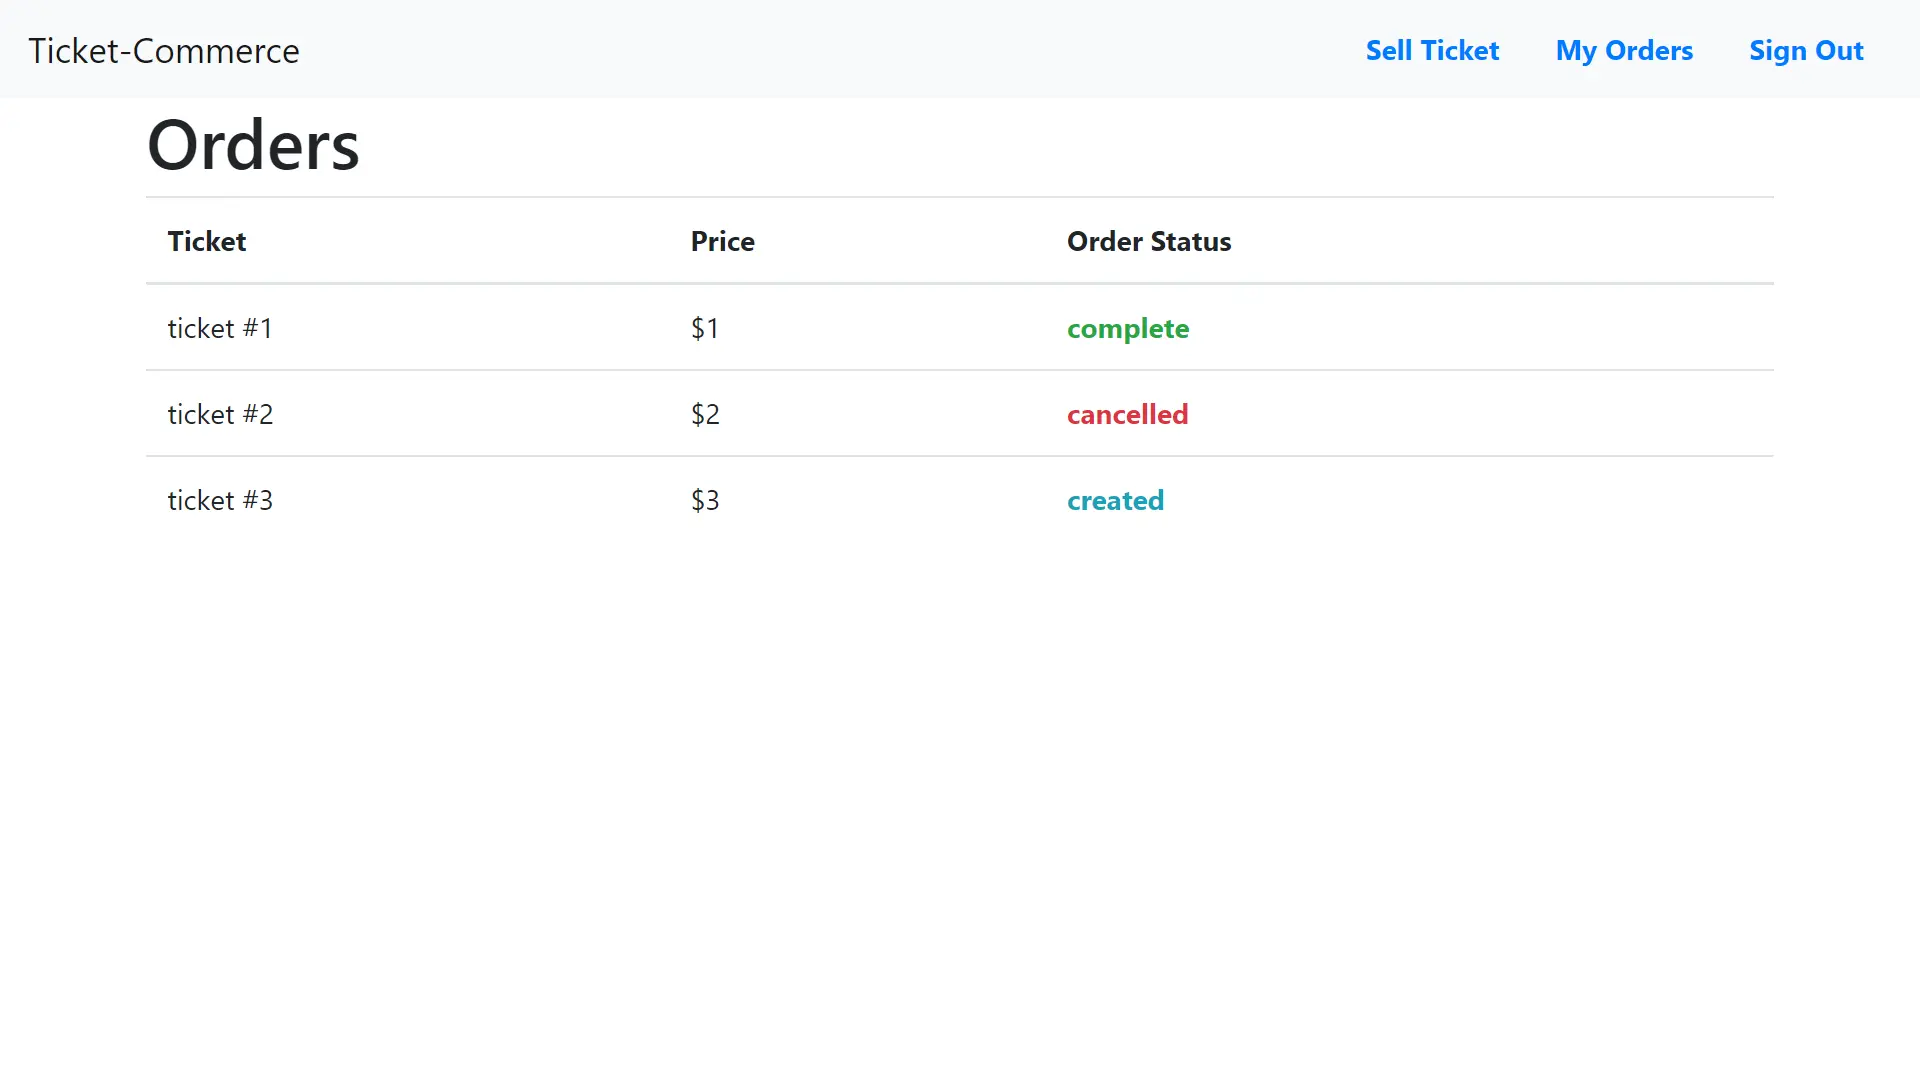 Ticket-Commerce Sell Ticket My Orders Sign Out
Orders
Ticket Price Order Status
ticket #1 $1 complete
ticket #2 $2 cancelled
ticket #3 $3 created